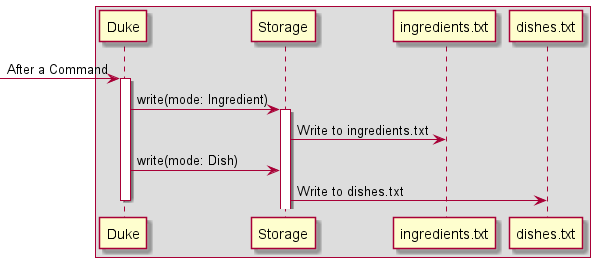 Duke
Storage
ingredients.txt
dishes.txt
After a Command
write(mode: Ingredient)
Write to ingredients.txt
write(mode: Dish)
Write to dishes.txt
Duke
Storage
ingredients.txt
dishes.txt